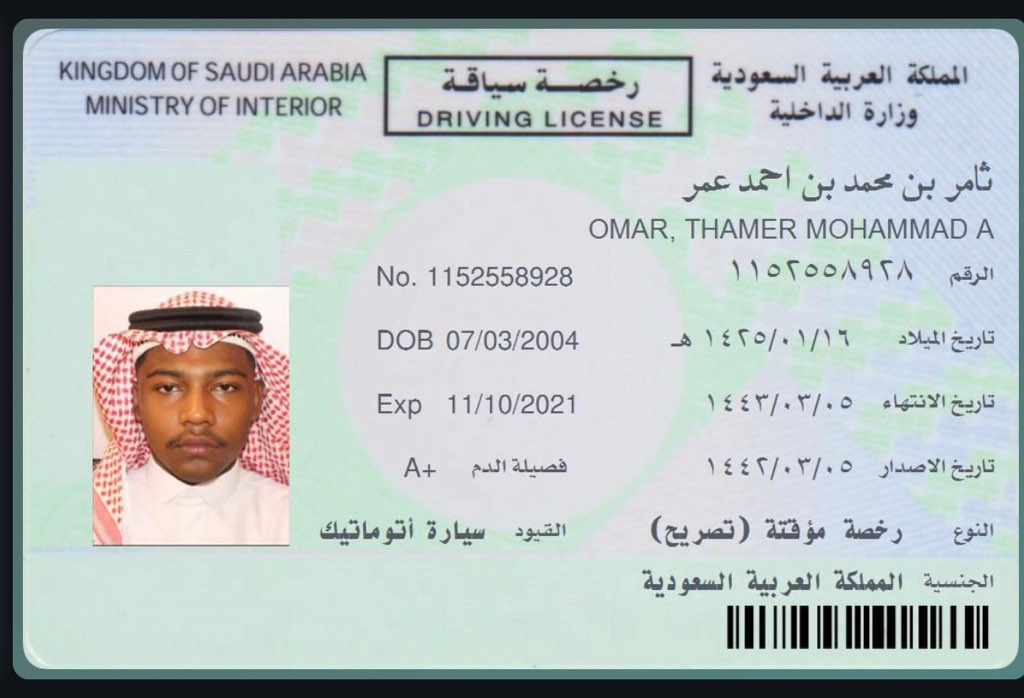 KINGDOM OF SAUDI ARABIA
MINISTRY OF INTERIOR
رخصة سياقة
DRIVING LICENSE
المملكة العربية السعودية
وزارة الداخلية
ثامر بن محمد بن احمد عمر
OMAR, THAMER MOHAMMAD A
الرقم ١١٥٢٥٥٨٩٢٨
No. 1152558928
تاريخ الميلاد ١٤٢٥/٠١/١٦ هـ
DOB 07/03/2004
تاريخ الانتهاء ١٤٤٣/٠٣/٠٥
Exp 11/10/2021
تاريخ الاصدار ١٤٤٢/٠٣/٠٥
فصيلة الدم A+
النوع رخصة مؤقتة (تصريح)
القيود سيارة أتوماتيك
الجنسية المملكة العربية السعودية